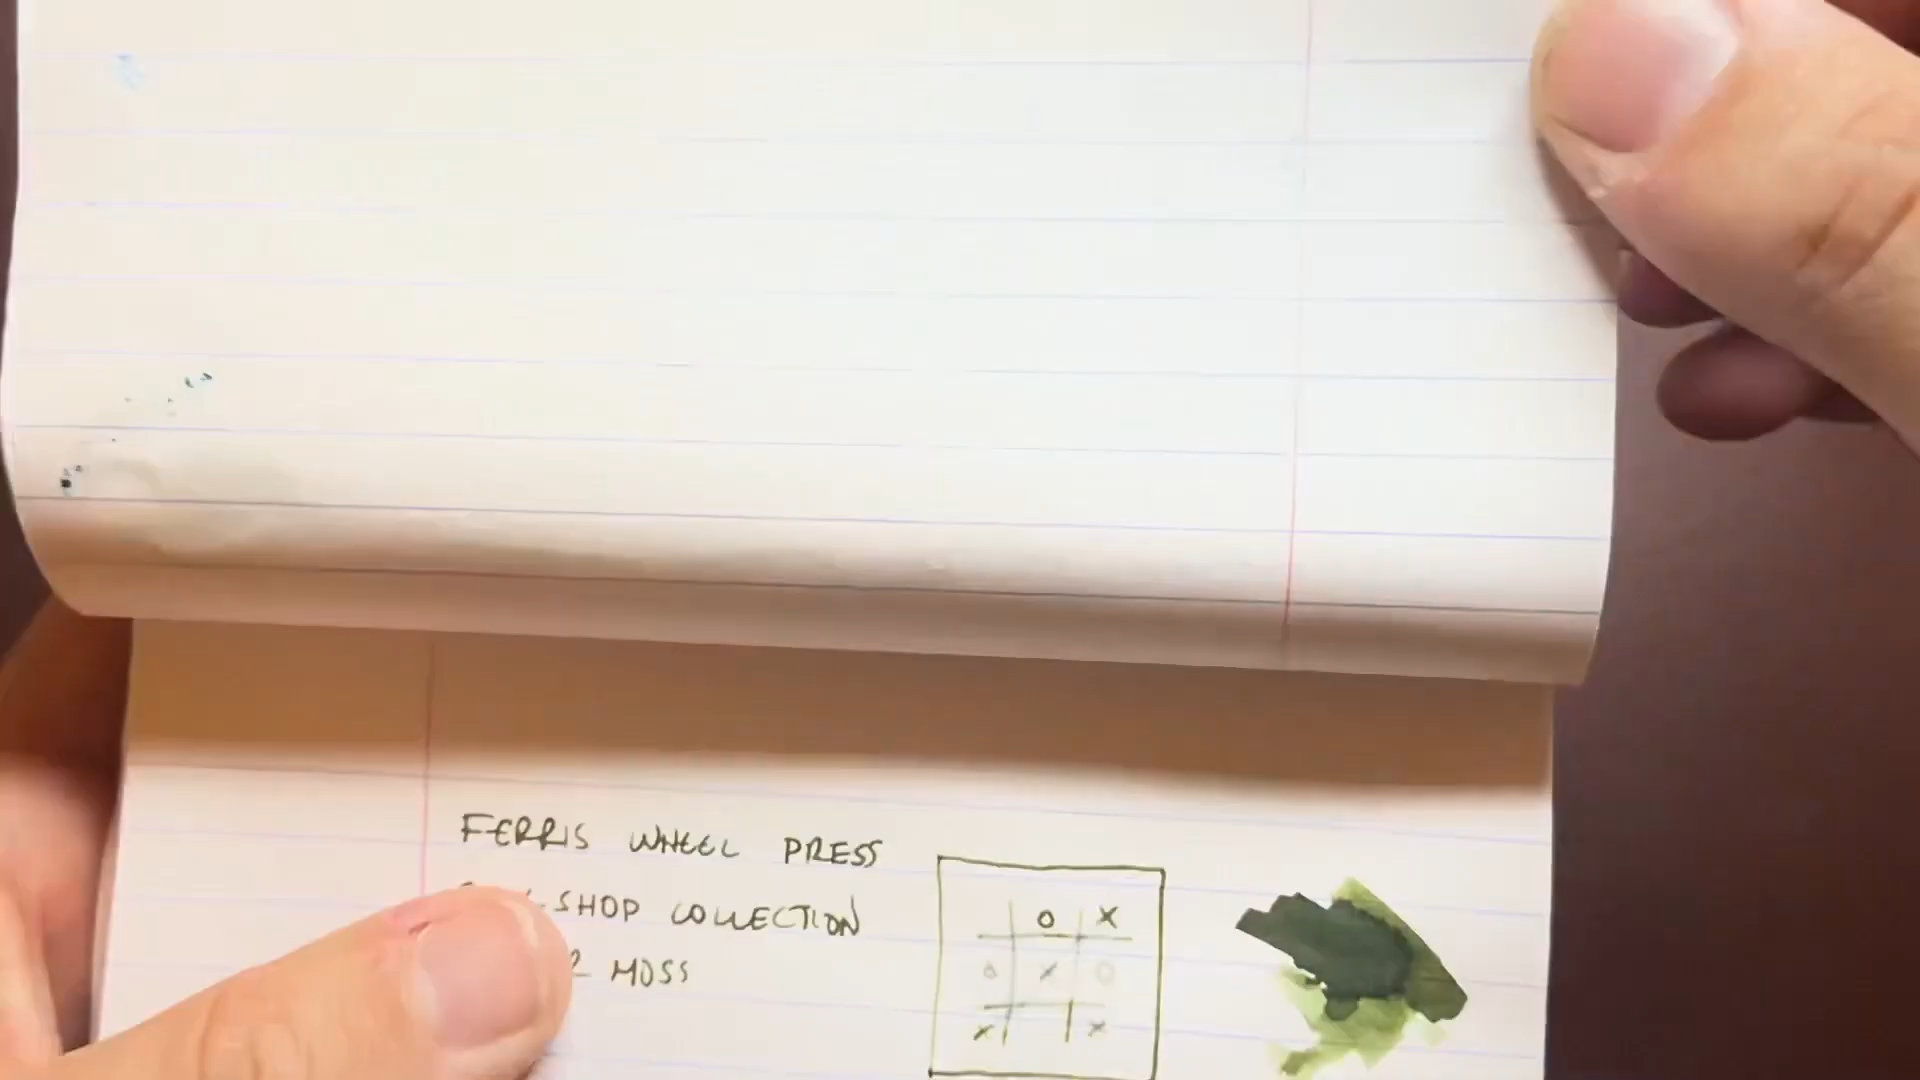 FERRIS WHEEL PRESS
SHOP COLLECTION
MOSS
O X
O X O
X X